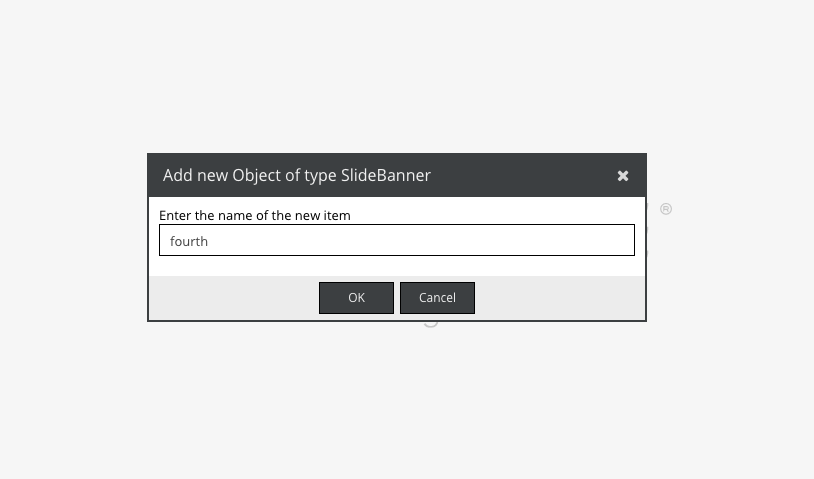 Add new Object of type SlideBanner
®
Enter the name of the new item
fourth
OK
Cancel